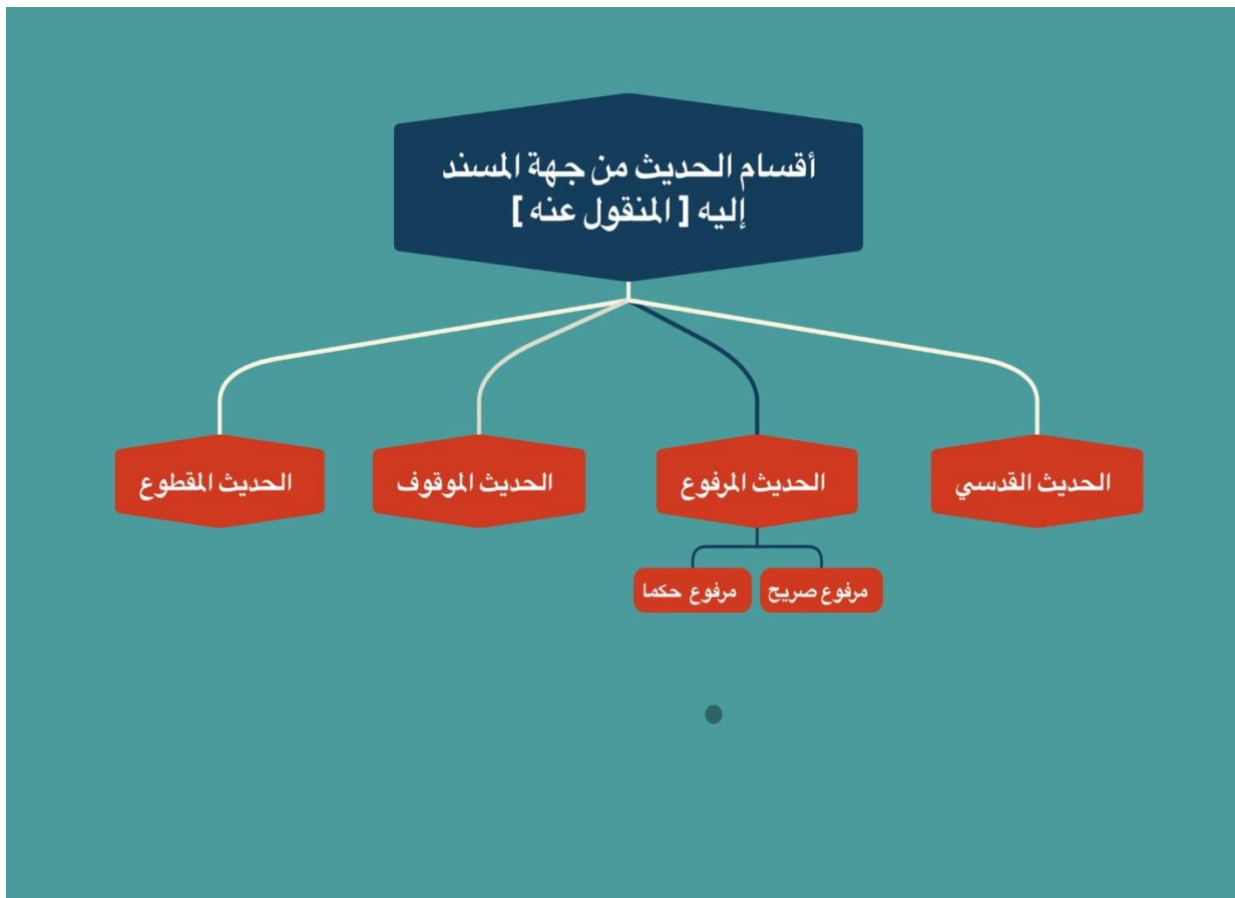 أقسام الحديث من جهة المسند
إليه [ المنقول عنه ]
الحديث القدسي
الحديث المرفوع
الحديث الموقوف
الحديث المقطوع
مرفوع صريح
مرفوع حكما